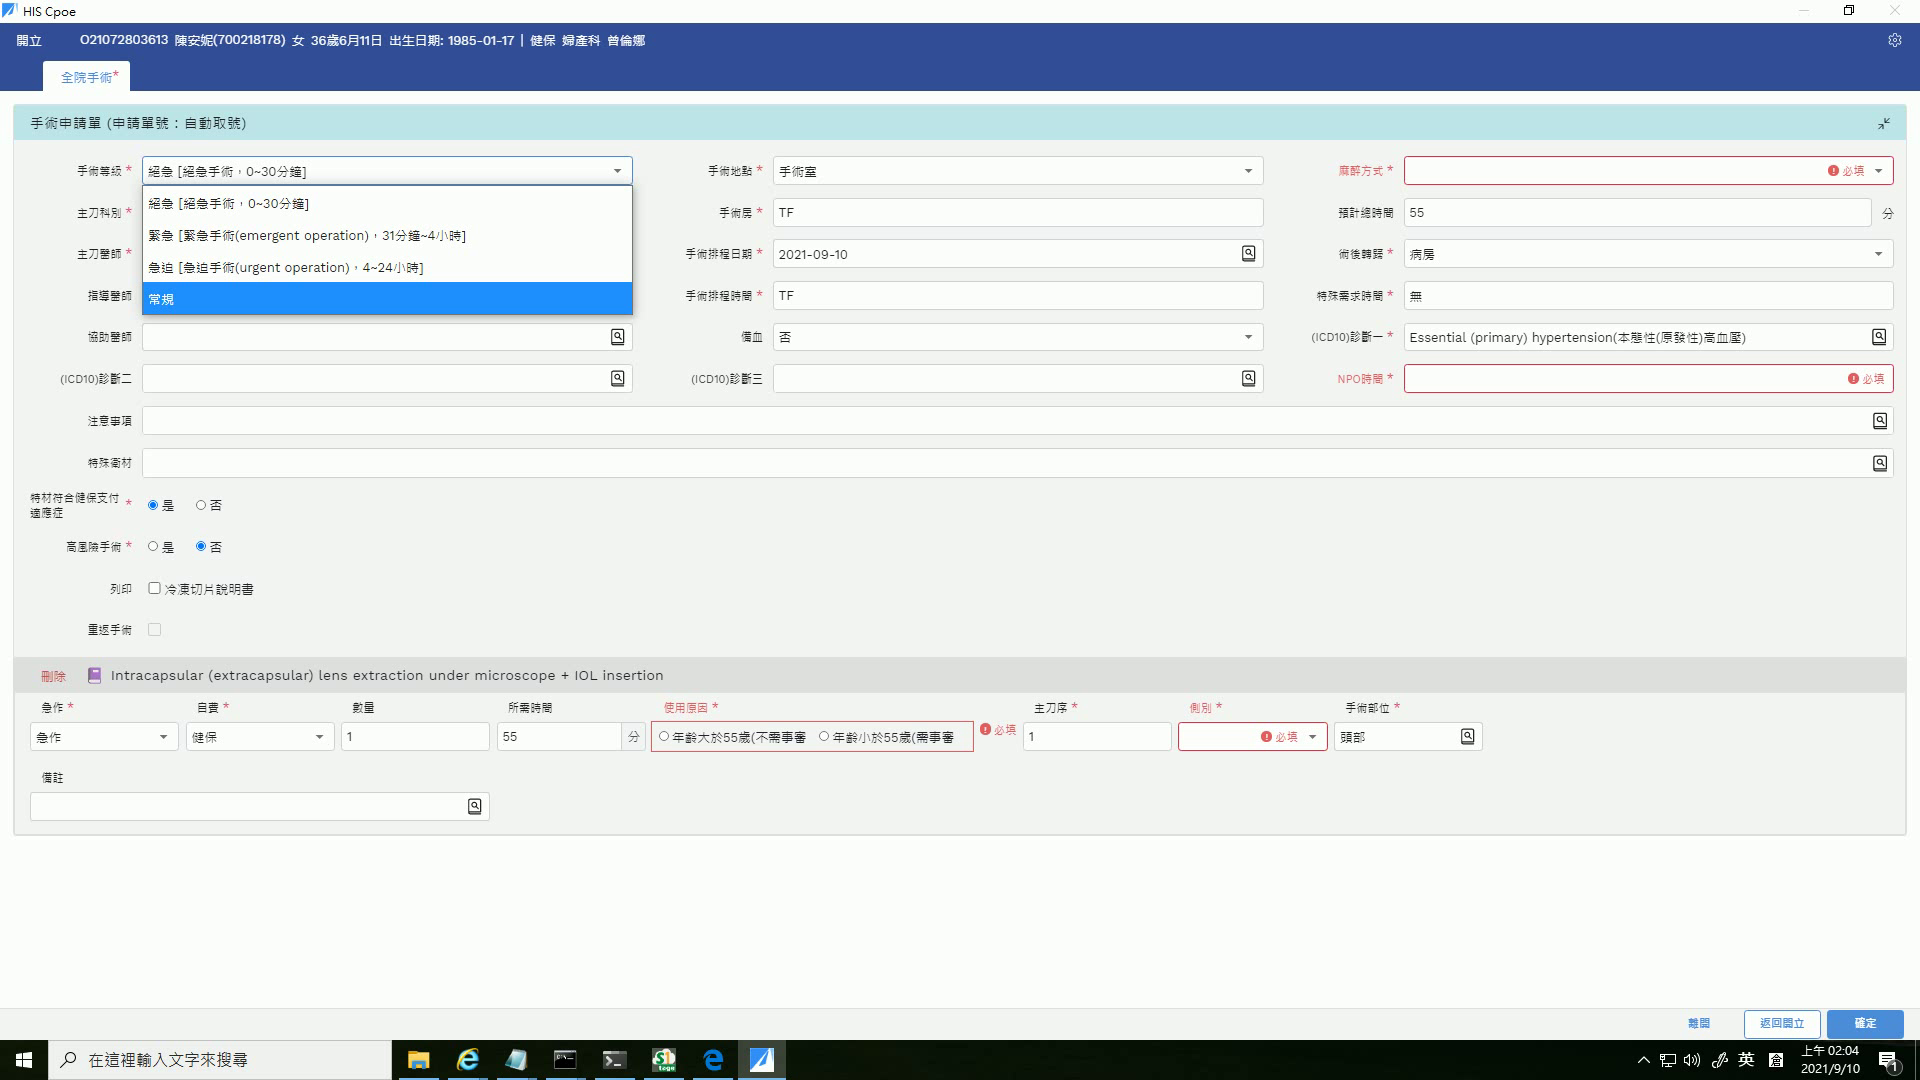 HIS Cpoe
開立 O21072803613 陳安妮(700218178) 女 36歲6月11日 出生日期: 1985-01-17 | 健保 婦產科 曾倫娜
全院手術*
手術申請單 (申請單號：自動取號)
手術等級 * 絕急 [絕急手術，0~30分鐘] 手術地點 * 手術室 麻醉方式 * 必填
絕急 [絕急手術，0~30分鐘]
主刀科別 * 手術房 * TF 預計總時間 55 分
緊急 [緊急手術(emergent operation)，31分鐘~4小時]
主刀醫師 * 手術排程日期 * 2021-09-10 術後轉歸 * 病房
急迫 [急迫手術(urgent operation)，4~24小時]
指導醫師 常規 手術排程時間 * TF 特殊需求時間 * 無
協助醫師 備血 否 (ICD10)診斷一 * Essential (primary) hypertension(本態性(原發性)高血壓)
(ICD10)診斷二 (ICD10)診斷三 NPO時間 * 必填
注意事項
特殊衛材
特材符合健保支付適應症 * 是 否
高風險手術 * 是 否
列印 冷凍切片說明書
重返手術
刪除 Intracapsular (extracapsular) lens extraction under microscope + IOL insertion
急作 * 自費 * 數量 所需時間 使用原因 * 主刀序 * 側別 * 手術部位 *
急作 健保 1 55 分 年齡大於55歲(不需事審 年齡小於55歲(需事審 必填 1 必填 頭部
備註
離開 返回開立 確定
在這裡輸入文字來搜尋 英 上午 02:04
2021/9/10 1